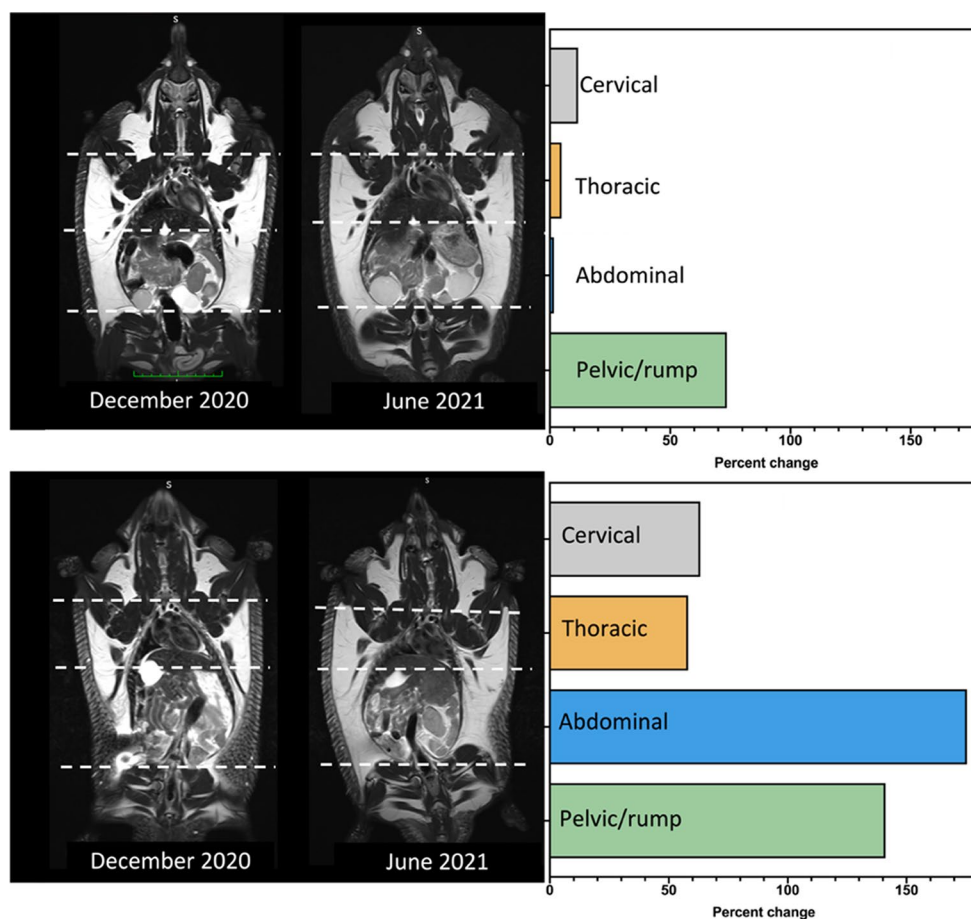 S
S
Cervical
Thoracic
Abdominal
Pelvic/rump
December 2020
June 2021
50
100
150
Percent change
S
S
Cervical
Thoracic
Abdominal
Pelvic/rump
December 2020
June 2021
0
50
100
150
Percent change